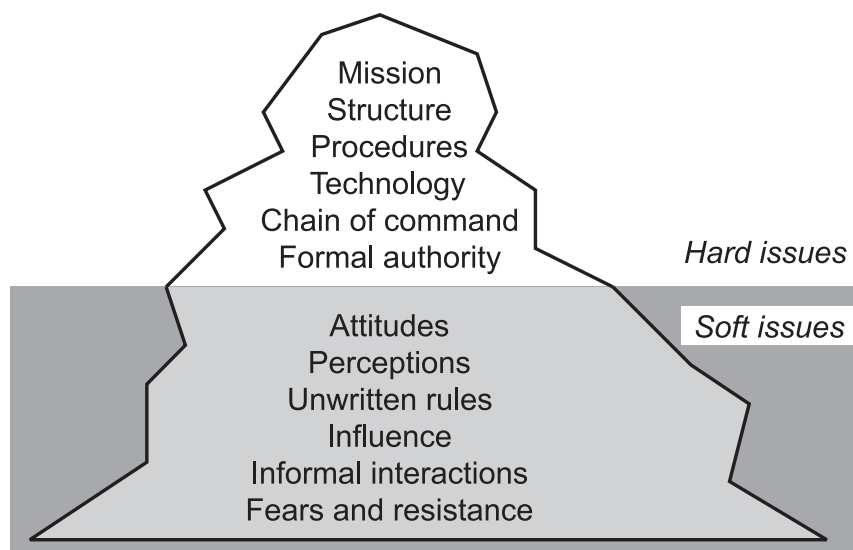 Mission
Structure
Procedures
Technology
Chain of command
Formal authority
Hard issues
Soft issues
Attitudes
Perceptions
Unwritten rules
Influence
Informal interactions
Fears and resistance